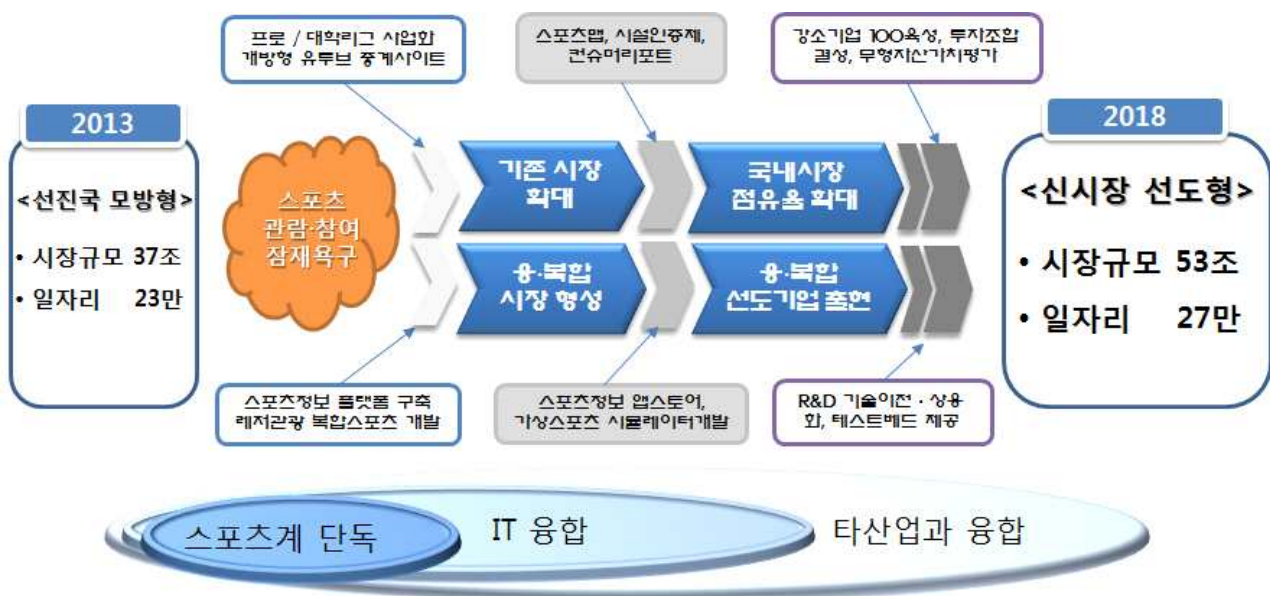 프로 / 대학리그 사업화
개방형 유투브 중계사이트
스포츠맵, 시설인증제,
컨슈머리포트
강소기업 100육성, 투자조합
결성, 무형자산가치평가
2013
<선진국 모방형>
• 시장규모 37조
• 일자리 23만
스포츠
관람·참여
잠재욕구
기존 시장
확대
국내시장
점유율 확대
융·복합
시장 형성
융·복합
선도기업 출현
2018
<신시장 선도형>
• 시장규모 53조
• 일자리 27만
스포츠정보 플랫폼 구축
레저관광 복합스포츠 개발
스포츠정보 앱스토어,
가상스포츠 시뮬레이터개발
R&D 기술이전 · 상용
화, 테스트베드 제공
스포츠계 단독
IT 융합
타산업과 융합